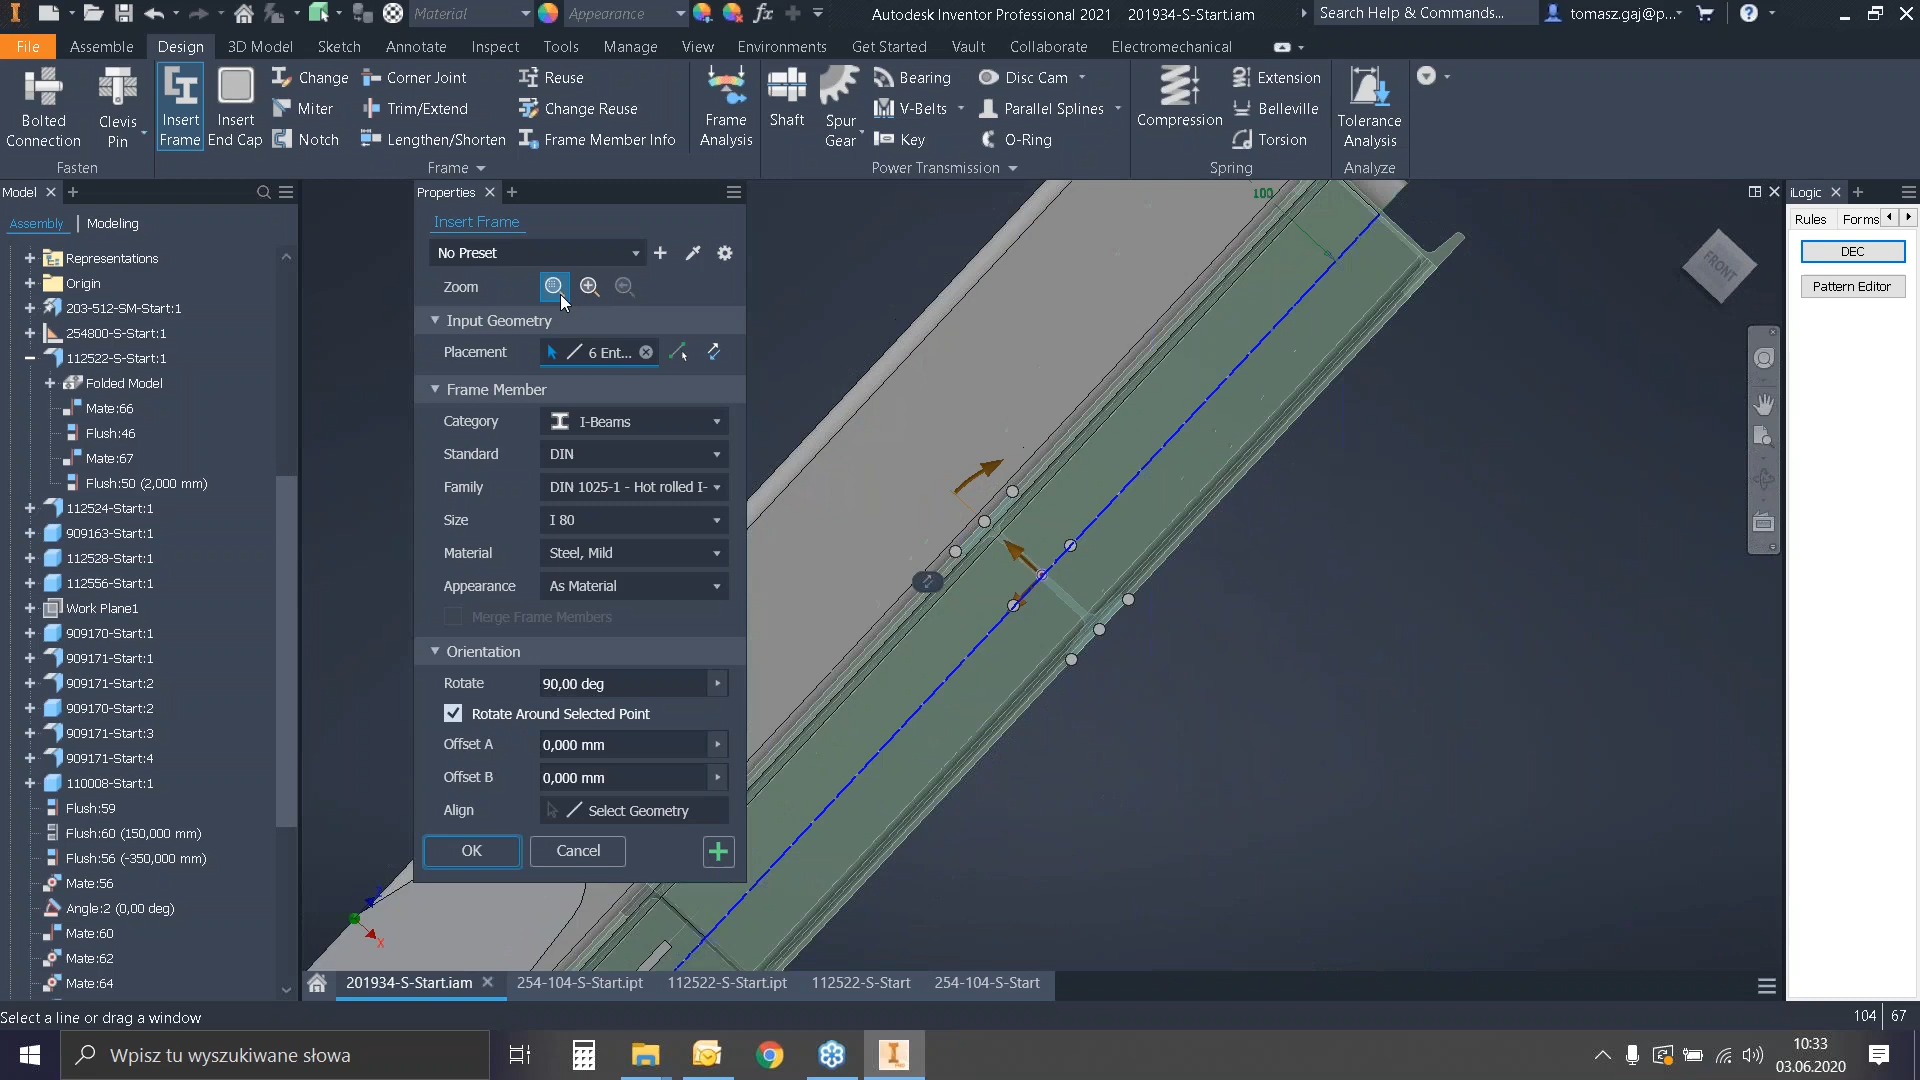 Material
Appearance
fx
Autodesk Inventor Professional 2021 201934-S-Start.iam
Search Help & Commands...
tomasz.gaj@p...
File
Assemble
Design
3D Model
Sketch
Annotate
Inspect
Tools
Manage
View
Environments
Get Started
Vault
Collaborate
Electromechanical
Bolted Connection
Clevis Pin
Insert Frame
Insert End Cap
Change
Miter
Notch
Corner Joint
Trim/Extend
Lengthen/Shorten
Reuse
Change Reuse
Frame Member Info
Frame Analysis
Shaft
Spur Gear
Bearing
V-Belts
Key
Disc Cam
Parallel Splines
O-Ring
Compression
Extension
Belleville
Torsion
Tolerance Analysis
Fasten
Frame
Power Transmission
Spring
Analyze
Model
Assembly
Modeling
Representations
Origin
203-512-SM-Start:1
254800-S-Start:1
112522-S-Start:1
Folded Model
Mate:66
Flush:46
Mate:67
Flush:50 (2,000 mm)
112524-Start:1
909163-Start:1
112528-Start:1
112556-Start:1
Work Plane1
909170-Start:1
909171-Start:1
909171-Start:2
909170-Start:2
909171-Start:3
909171-Start:4
110008-Start:1
Flush:59
Flush:60 (150,000 mm)
Flush:56 (-350,000 mm)
Mate:56
Angle:2 (0,00 deg)
Mate:60
Mate:62
Mate:64
Properties
Insert Frame
No Preset
Zoom
Input Geometry
Placement 6 Ent...
Frame Member
Category I-Beams
Standard DIN
Family DIN 1025-1 - Hot rolled I-
Size I 80
Material Steel, Mild
Appearance As Material
Merge Frame Members
Orientation
Rotate 90,00 deg
Rotate Around Selected Point
Offset A 0,000 mm
Offset B 0,000 mm
Align Select Geometry
OK
Cancel
100
FRONT
X
iLogic
Rules
Forms
DEC
Pattern Editor
201934-S-Start.iam
254-104-S-Start.ipt
112522-S-Start.ipt
112522-S-Start
254-104-S-Start
Select a line or drag a window
104 67
Wpisz tu wyszukiwane słowa
10:33
03.06.2020